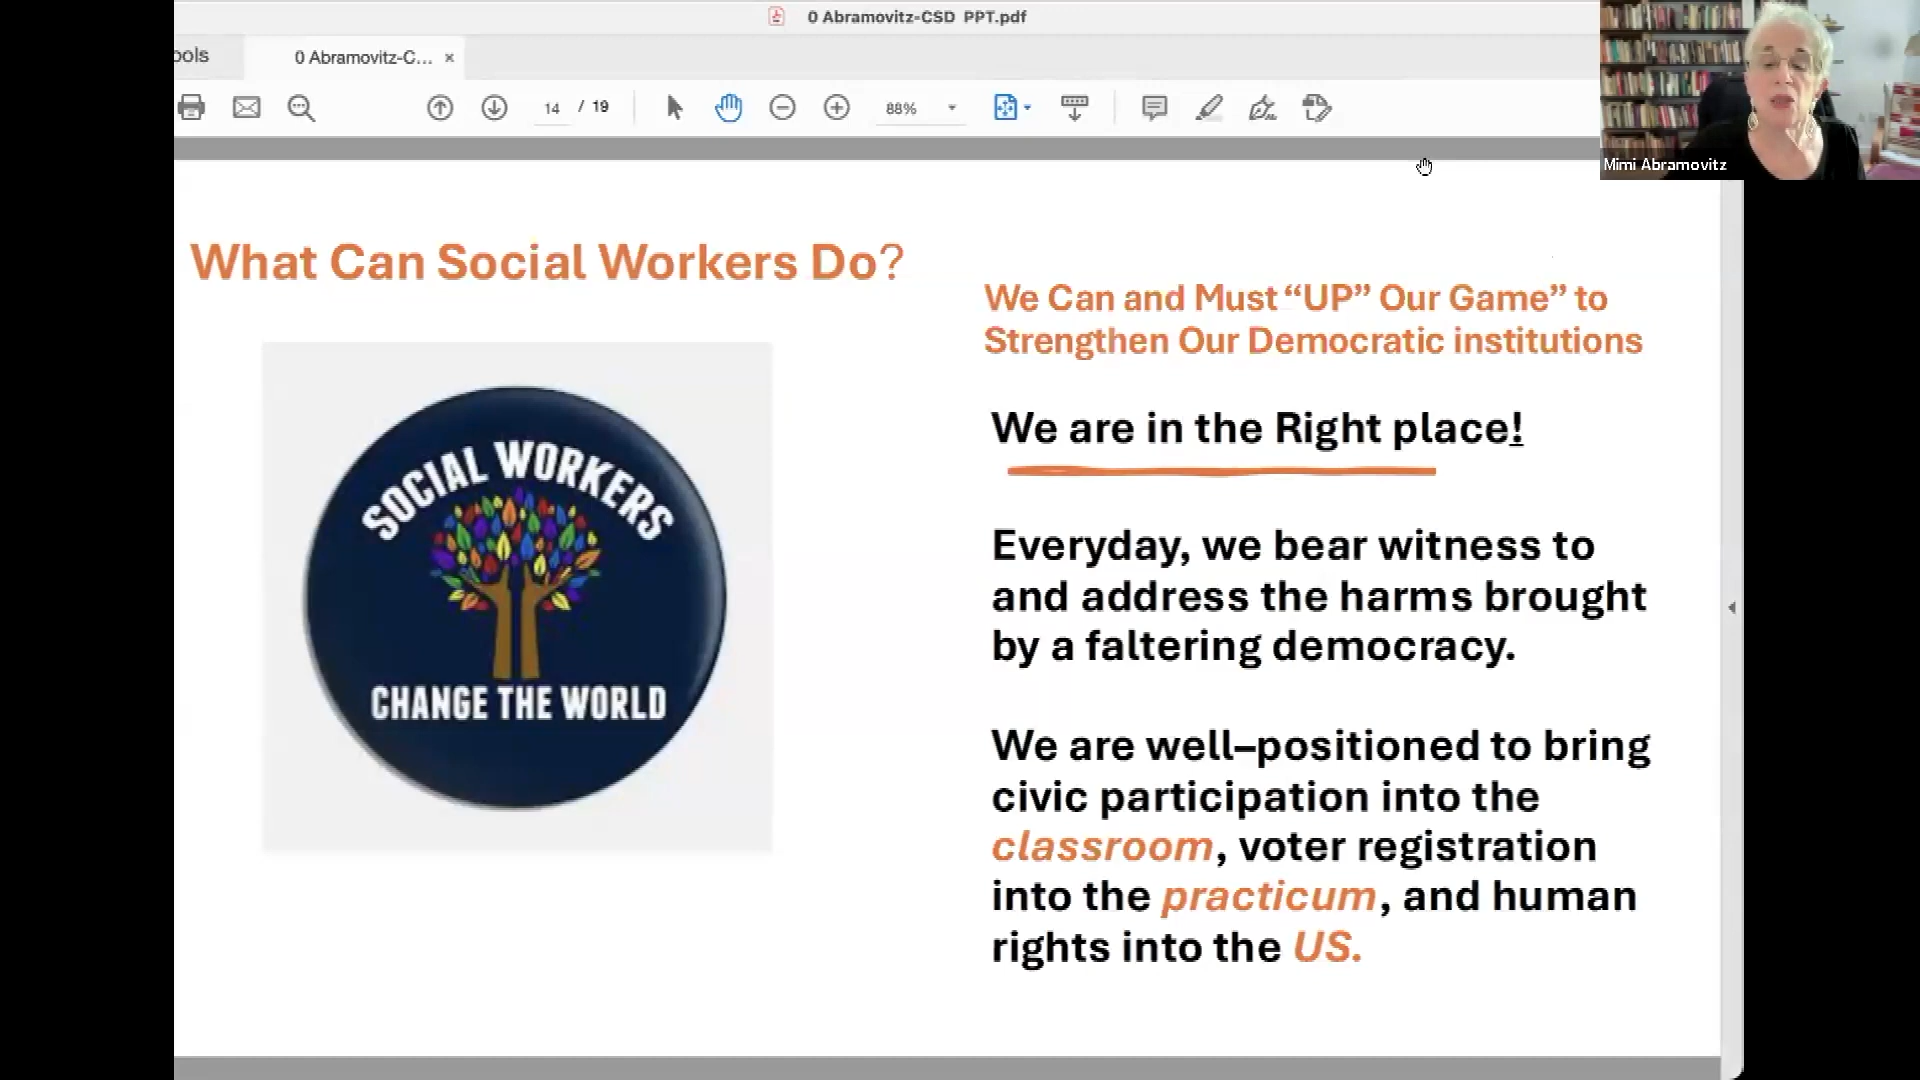 0 Abramovitz-CSD PPT.pdf
ools
0 Abramovitz-C... ×
14 / 19
88%
Mimi Abramovitz
What Can Social Workers Do?
SOCIAL WORKERS
CHANGE THE WORLD
We Can and Must “UP” Our Game” to
Strengthen Our Democratic institutions
We are in the Right place!
Everyday, we bear witness to
and address the harms brought
by a faltering democracy.
We are well–positioned to bring
civic participation into the
classroom, voter registration
into the practicum, and human
rights into the US.